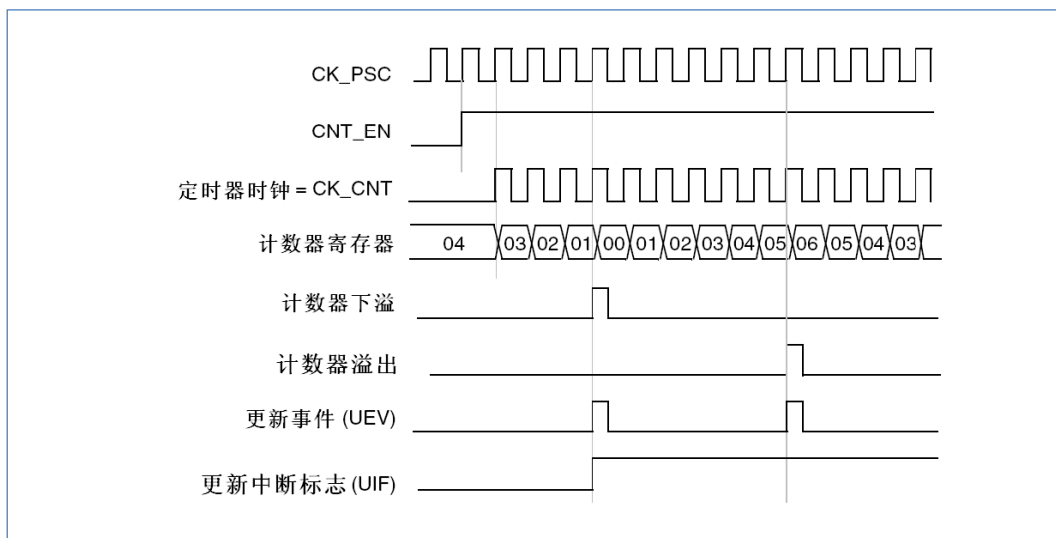 CK_PSC
CNT_EN
定时器时钟 = CK_CNT
计数器寄存器 04 03 02 01 00 01 02 03 04 05 06 05 04 03
计数器下溢
计数器溢出
更新事件 (UEV)
更新中断标志 (UIF)